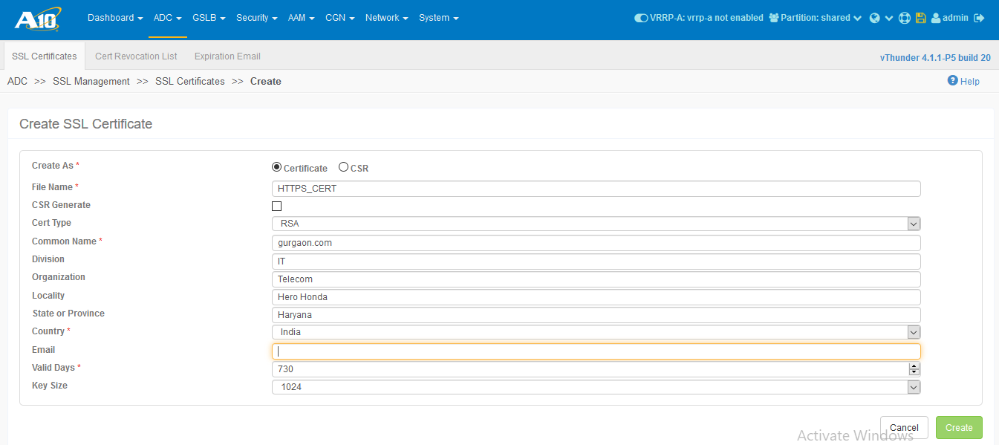 A10
Dashboard ADC GSLB Security AAM CGN Network System VRRP-A: vrrp-a not enabled Partition: shared admin
SSL Certificates Cert Revocation List Expiration Email vThunder 4.1.1-P5 build 20
ADC >> SSL Management >> SSL Certificates >> Create ? Help
Create SSL Certificate
Create As * Certificate CSR
File Name * HTTPS_CERT
CSR Generate
Cert Type RSA
Common Name * gurgaon.com
Division IT
Organization Telecom
Locality Hero Honda
State or Province Haryana
Country * India
Email
Valid Days * 730
Key Size 1024
Cancel Create
Activate Windows